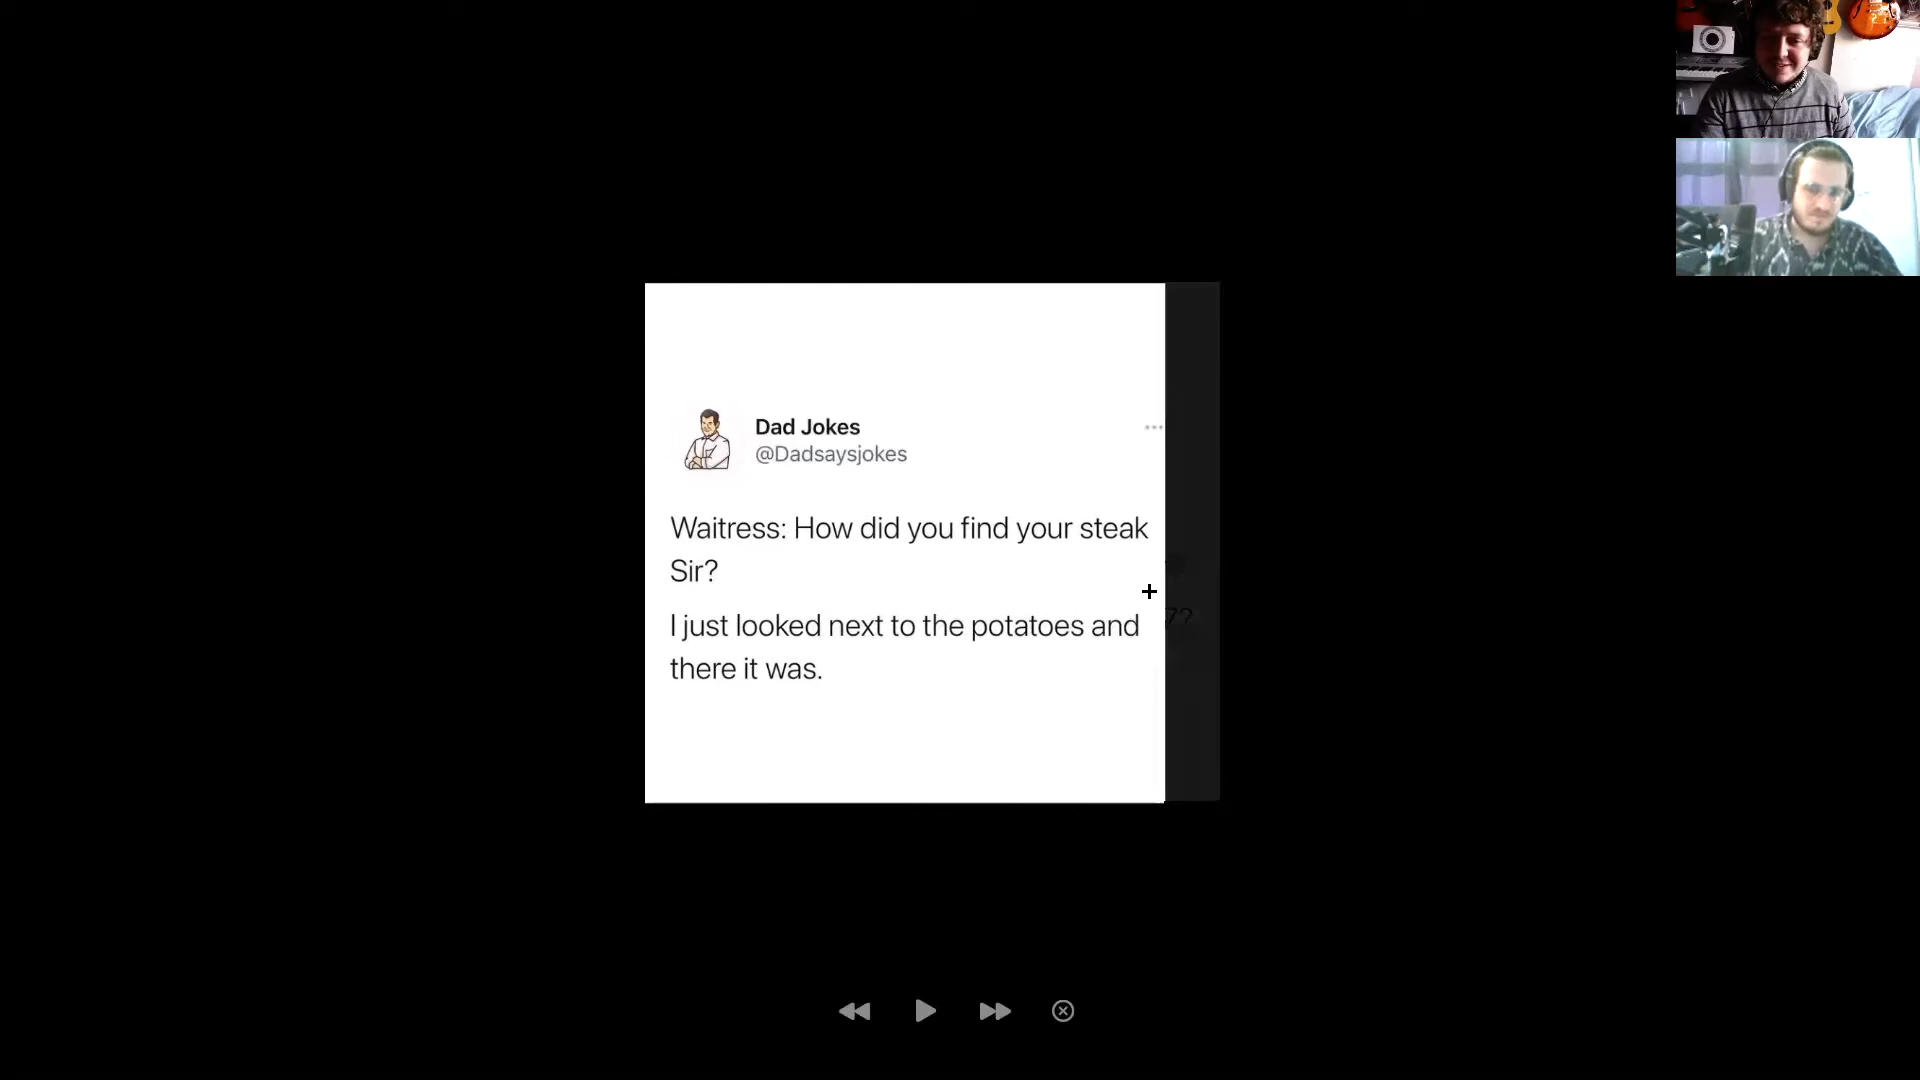 Dad Jokes
@Dadsaysjokes
Waitress: How did you find your steak
Sir?
I just looked next to the potatoes and
there it was.
7?